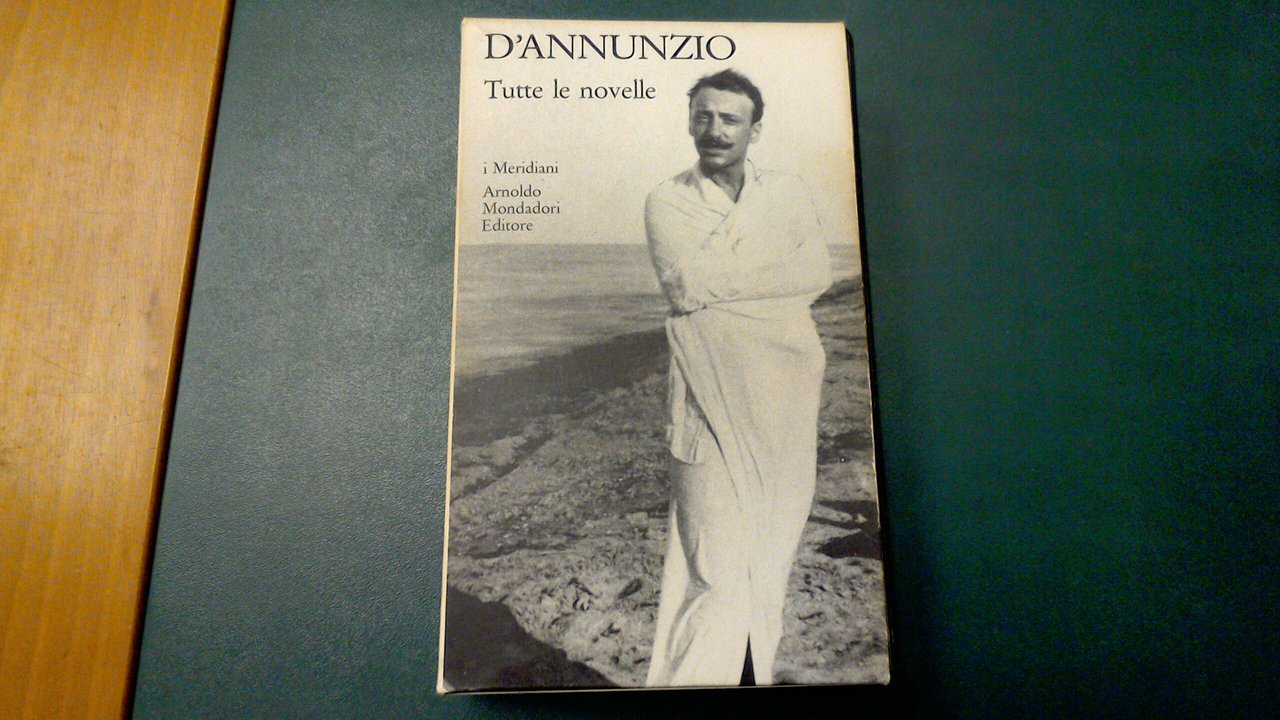 D'ANNUNZIO
Tutte le novelle
i Meridiani
Arnoldo
Mondadori
Editore